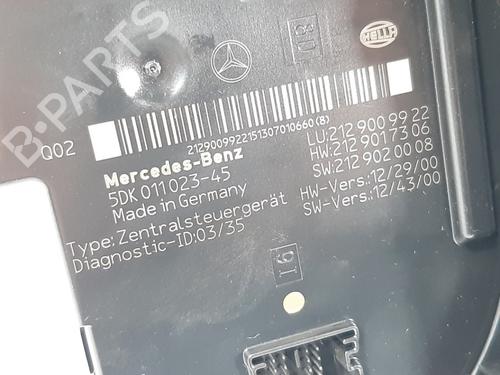 B-PARTS
03
HELLA
Q02
2129009922151307010660(B)
Mercedes-Benz
5DK 011 023-45
Made in Germany
Type: Zentralsteuergerät
Diagnostic-ID:03/35
LU:212 900 99 22
HW:212 901 73 06
SW:212 902 00 08
HW-Vers.:12/29/00
SW-Vers.:12/43/00